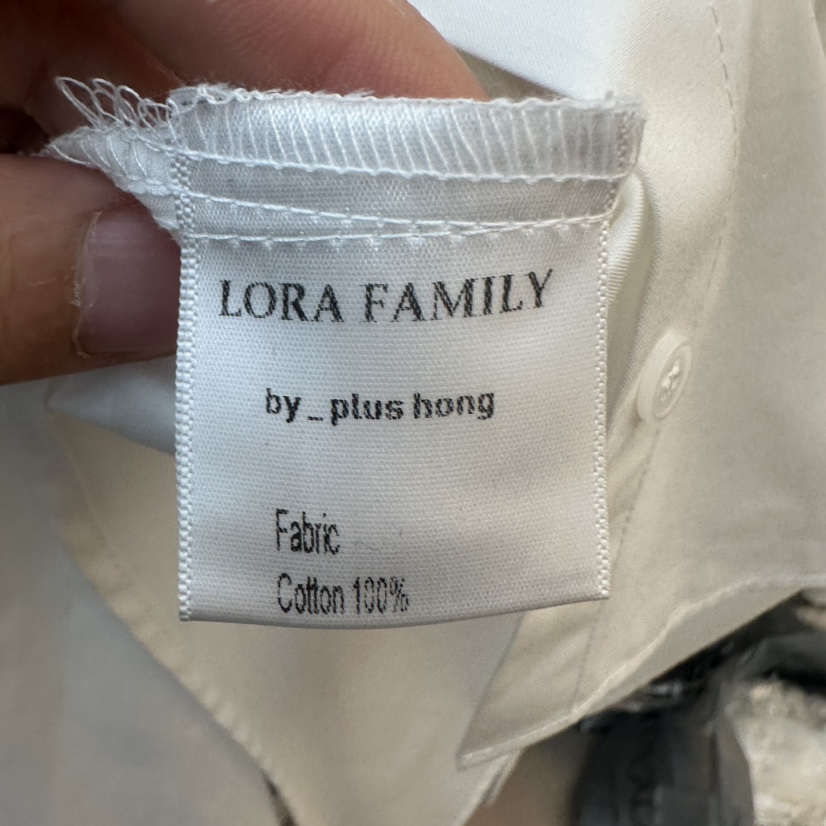 LORA FAMILY
by_plus hong
Fabric
Cotton 100%